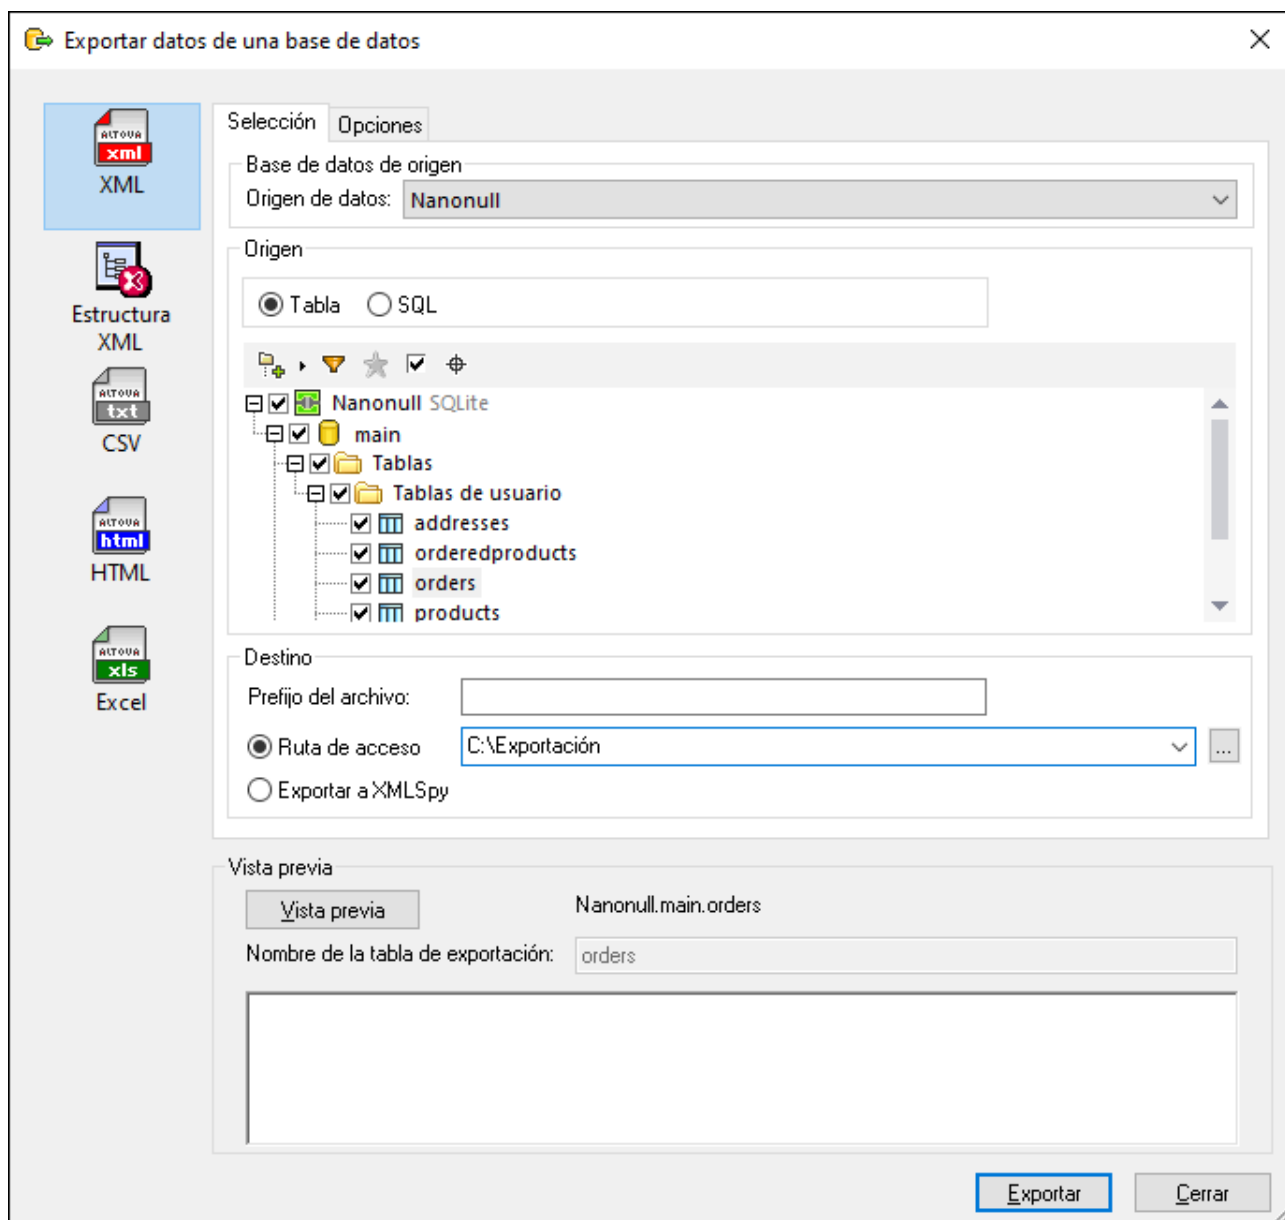 Exportar datos de una base de datos
ALTOVA
xml
XML
Estructura
XML
ALTOVA
txt
CSV
ALTOVA
html
HTML
ALTOVA
xls
Excel
Selección
Opciones
Base de datos de origen
Origen de datos: Nanonull
Origen
Tabla SQL
Nanonull SQLite
main
Tablas
Tablas de usuario
addresses
orderedproducts
orders
products
Destino
Prefijo del archivo:
Ruta de acceso C:\Exportación ...
Exportar a XMLSpy
Vista previa
Vista previa Nanonull.main.orders
Nombre de la tabla de exportación: orders
Exportar Cerrar